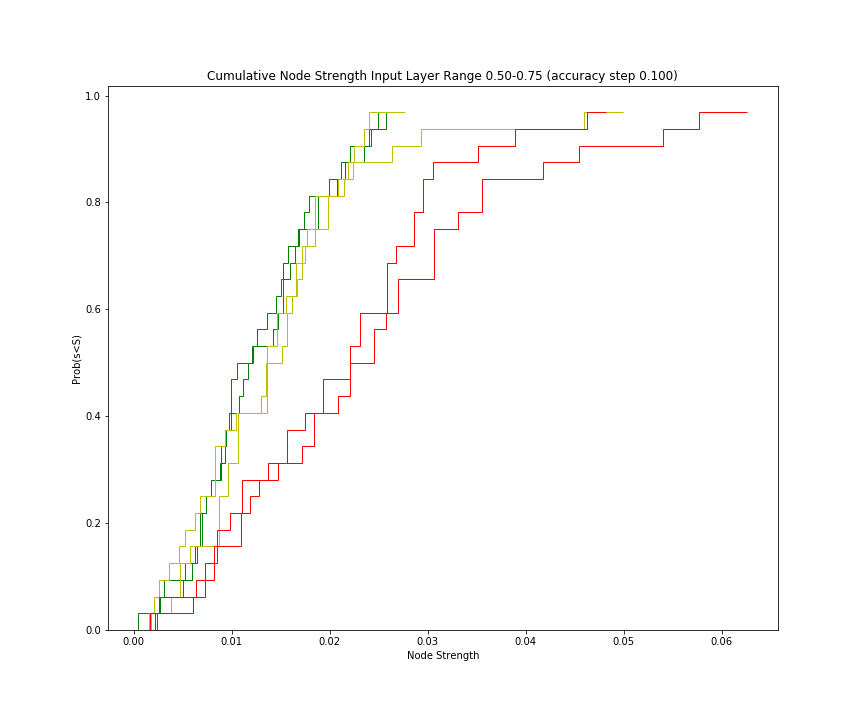 Cumulative Node Strength Input Layer Range 0.50-0.75 (accuracy step 0.100)
1.0
0.8
0.6
0.4
0.2
0.0
Prob(s<S)
0.00 0.01 0.02 0.03 0.04 0.05 0.06
Node Strength